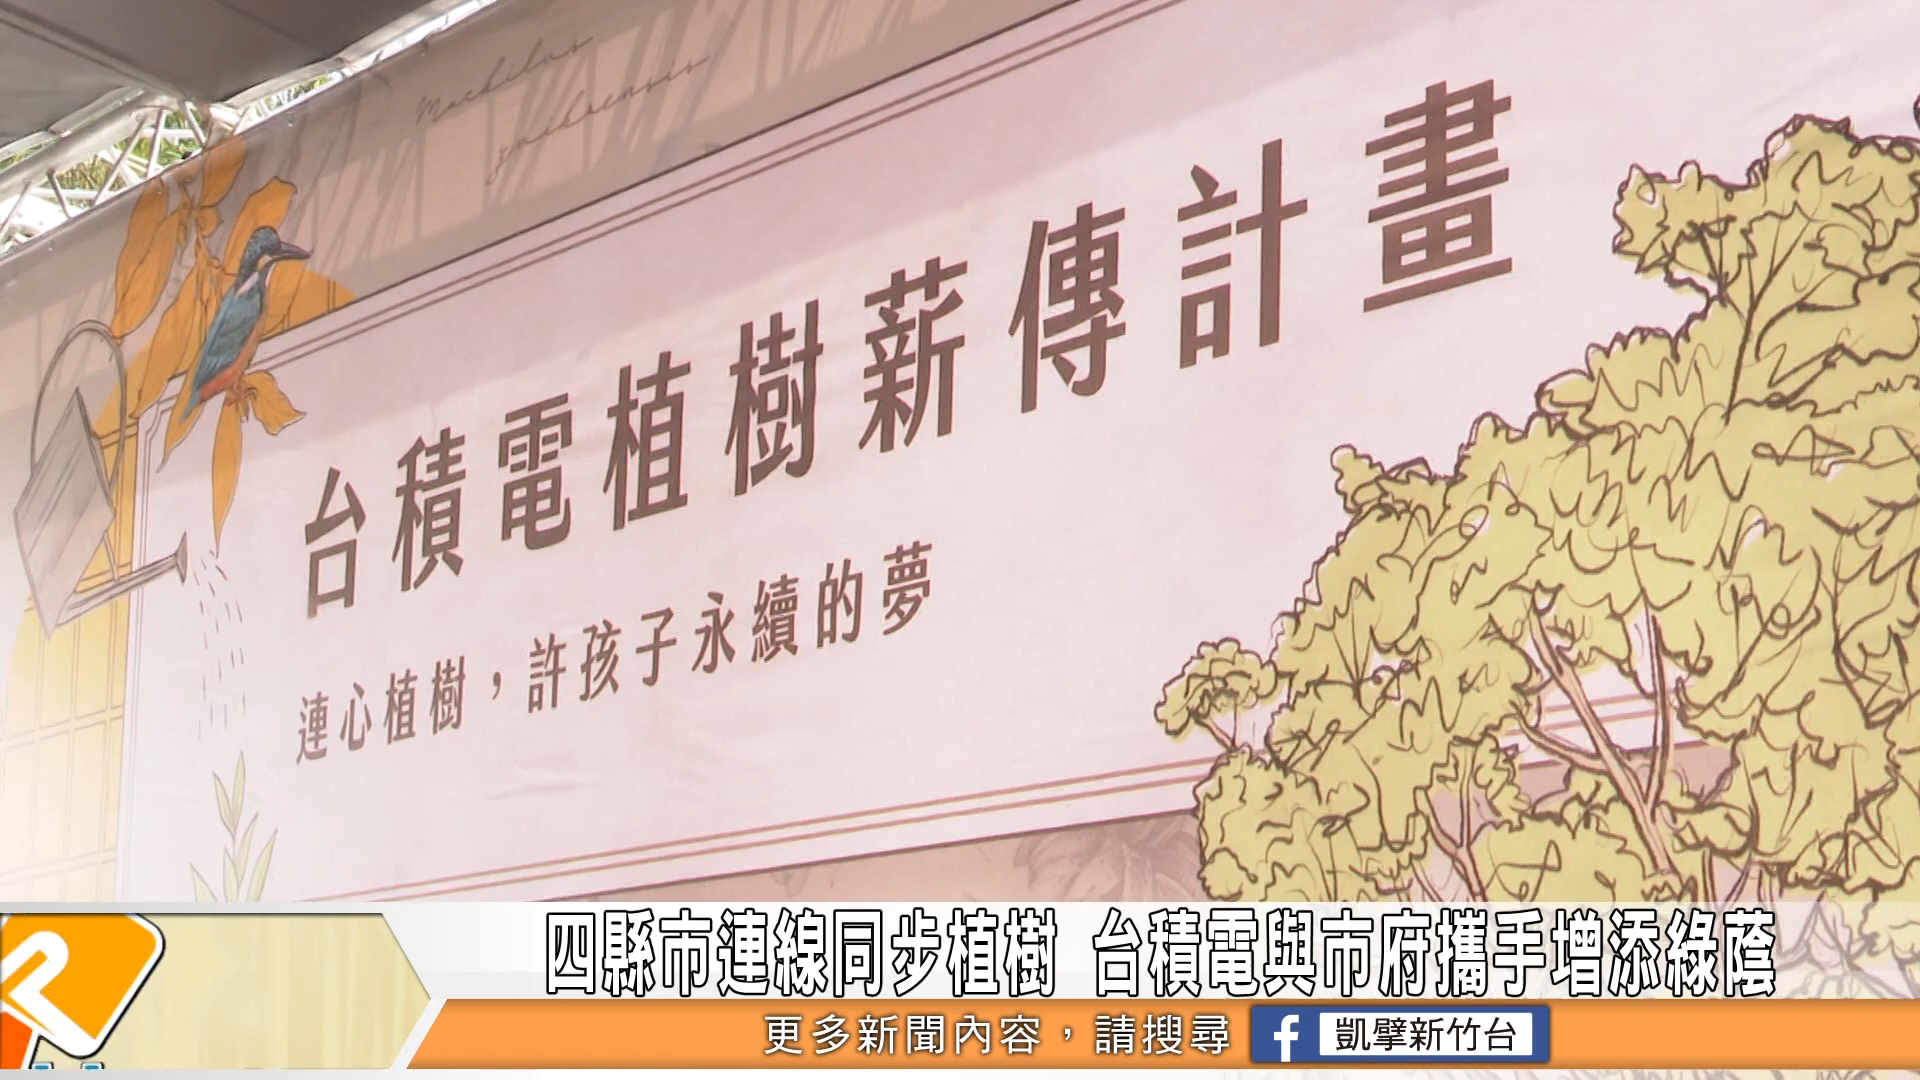 Machilus
zuihoensis
台積電植樹薪傳計畫
連心植樹，許孩子永續的夢
四縣市連線同步植樹 台積電與市府攜手增添綠蔭
更多新聞內容，請搜尋 f 凱擘新竹台